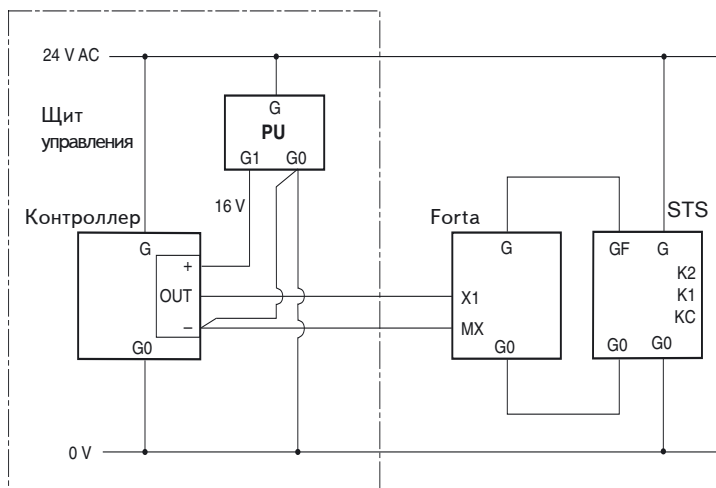 24 V AC
Щит
управления
G
PU
G1 G0
16 V
Контроллер
G
+
OUT
–
G0
Forta
G
X1
MX
G0
STS
GF G
K2
K1
KC
G0 G0
0 V